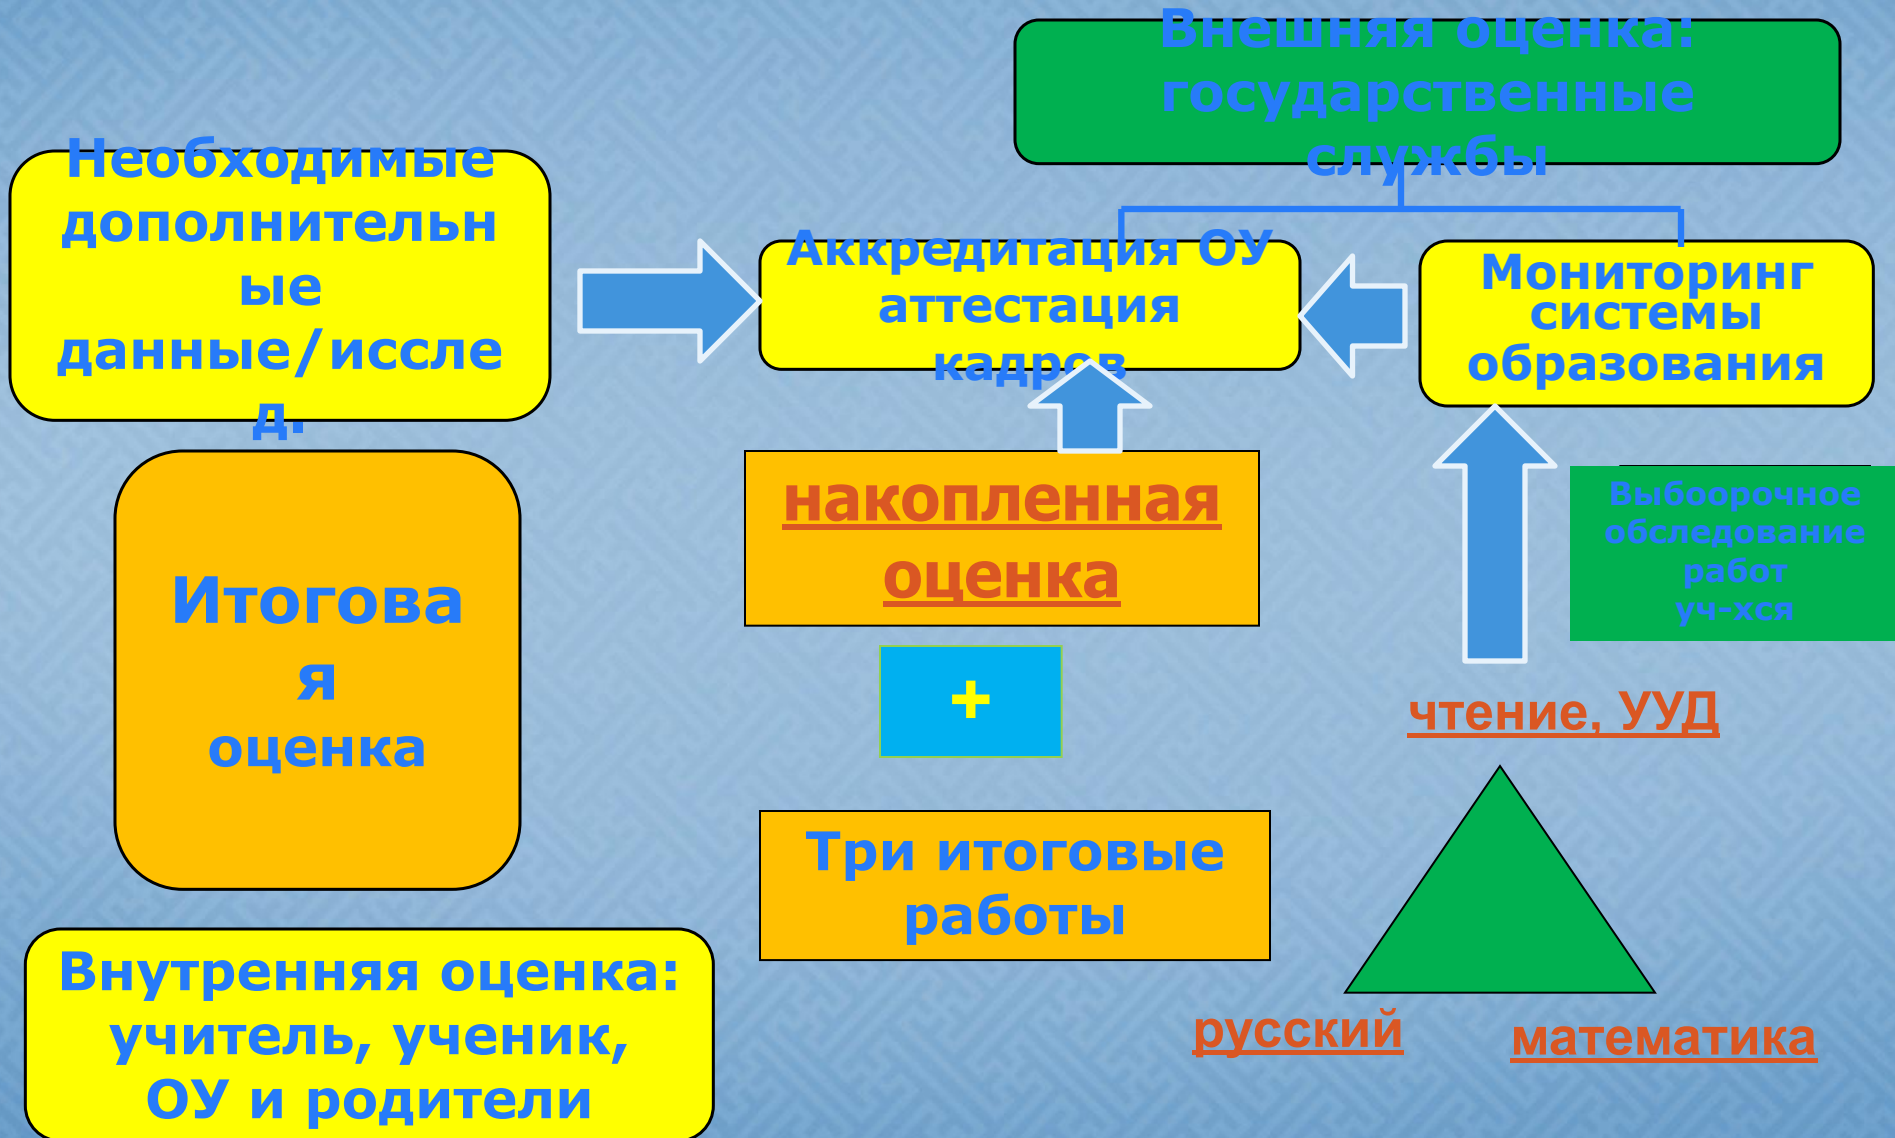 Внешняя оценка:
государственные
службы
Необходимые
дополнительн
ые
данные/иссле
д.
Аккредитация ОУ
аттестация
кадров
Мониторинг
системы
образования
накопленная
оценка
Выбоорочное
обследование
работ
уч-хся
Итогова
я
оценка
+
чтение, УУД
Три итоговые
работы
Внутренняя оценка:
учитель, ученик,
ОУ и родители
русский
математика